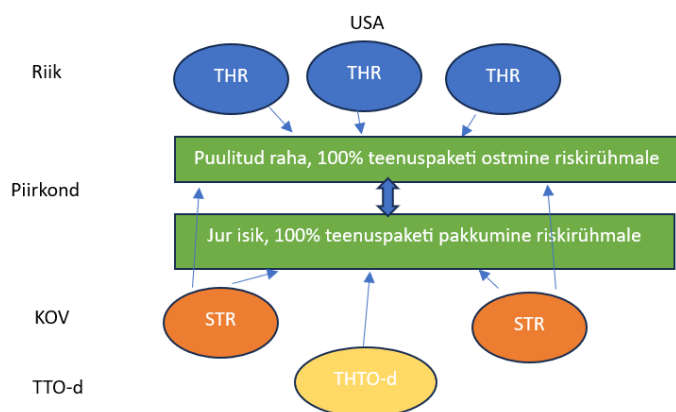 USA
Riik
THR
THR
THR
Puulitud raha, 100% teenuspaketi ostmine riskirühmale
Piirkond
Jur isik, 100% teenuspaketi pakkumine riskirühmale
KOV
STR
STR
THTO-d
TTO-d